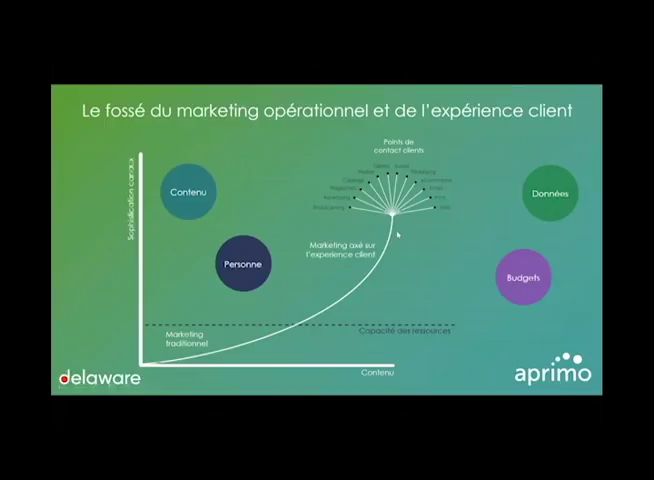 Le fossé du marketing opérationnel et de l'expérience client
Points de
contact clients
Sophistication canaux
Contenu
Personne
Données
Budgets
Marketing axé sur
l'experience client
Marketing
traditionnel
Capacité des ressources
Contenu
delaware
aprimo